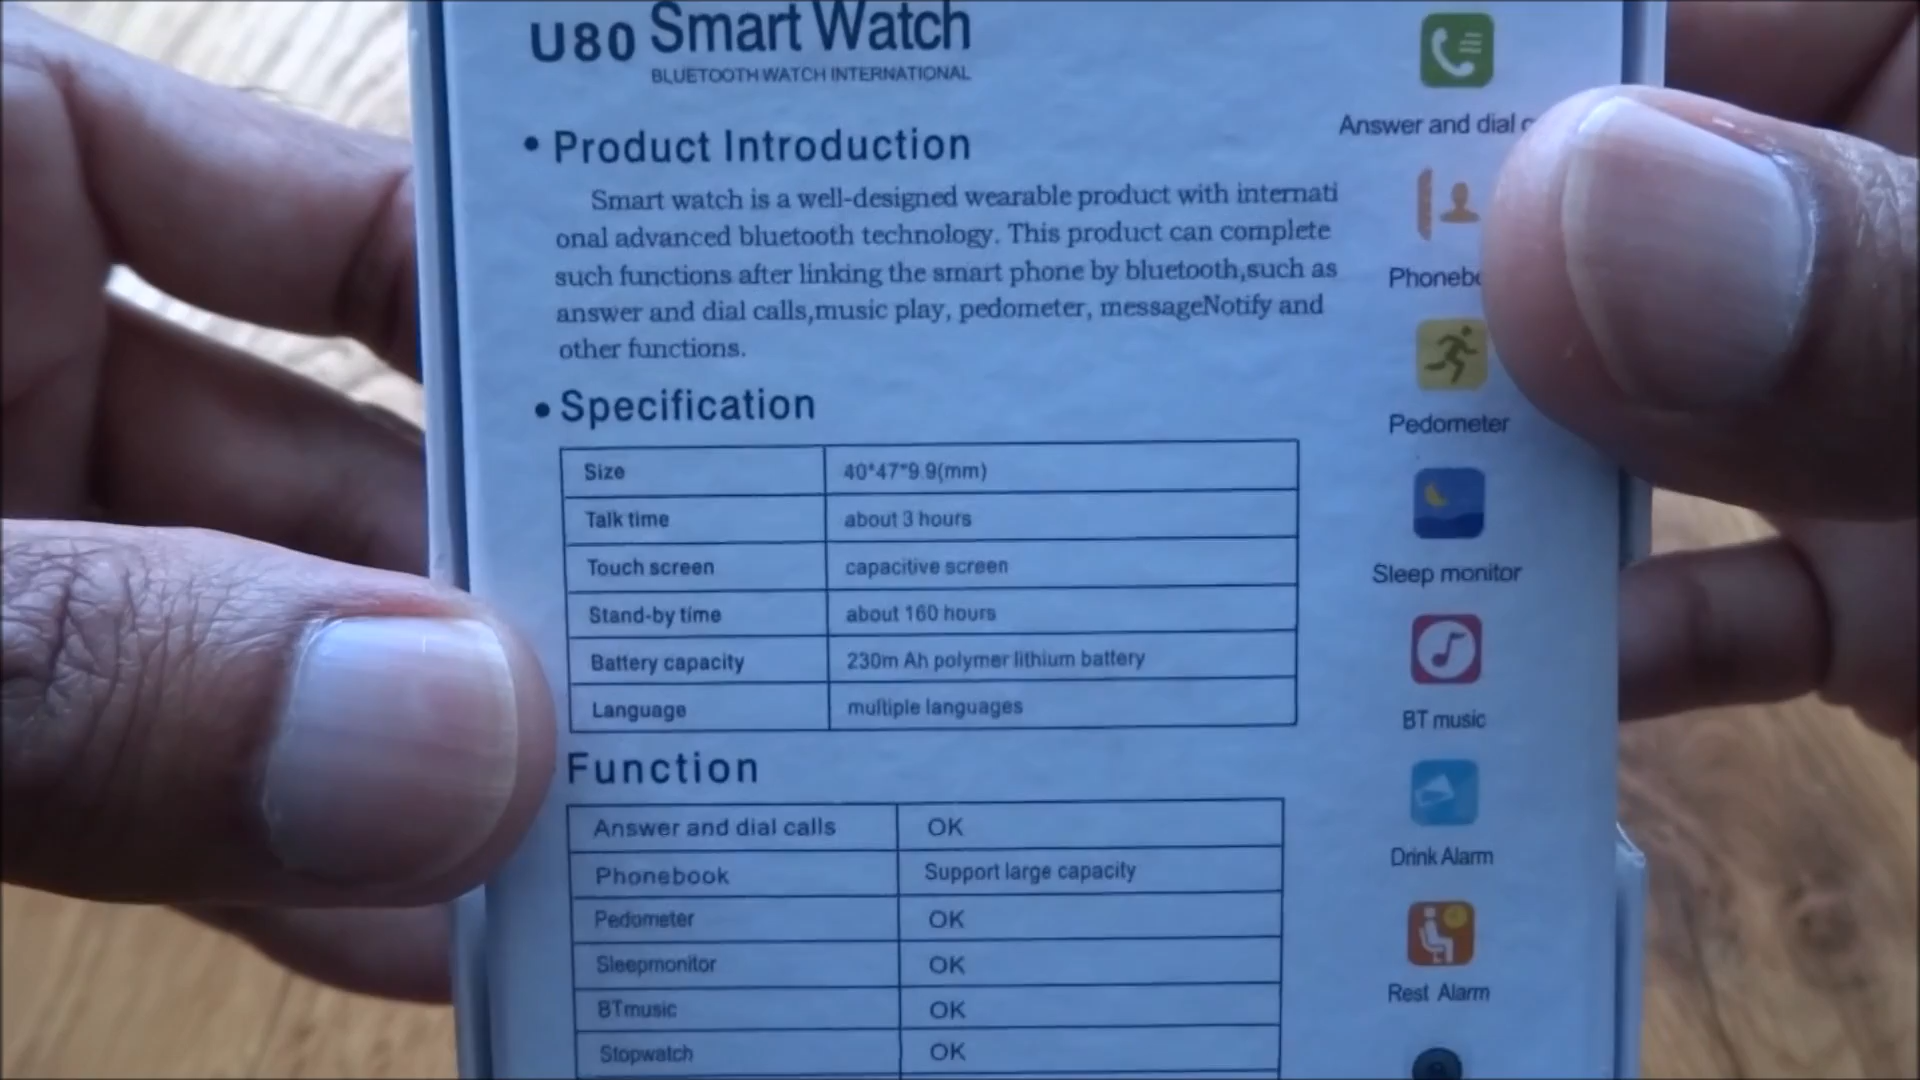 U80 Smart Watch
BLUETOOTH WATCH INTERNATIONAL
• Product Introduction
Smart watch is a well-designed wearable product with internati
onal advanced bluetooth technology. This product can complete
such functions after linking the smart phone by bluetooth,such as
answer and dial calls,music play, pedometer, messageNotify and
other functions.
• Specification
Size 40*47*9.9(mm)
Talk time about 3 hours
Touch screen capacitive screen
Stand-by time about 160 hours
Battery capacity 230m Ah polymer lithium battery
Language multiple languages
Function
Answer and dial calls OK
Phonebook Support large capacity
Pedometer OK
Sleepmonitor OK
BTmusic OK
Stopwatch OK
Answer and dial
Pedometer
Sleep monitor
BT music
Drink Alarm
Rest Alarm